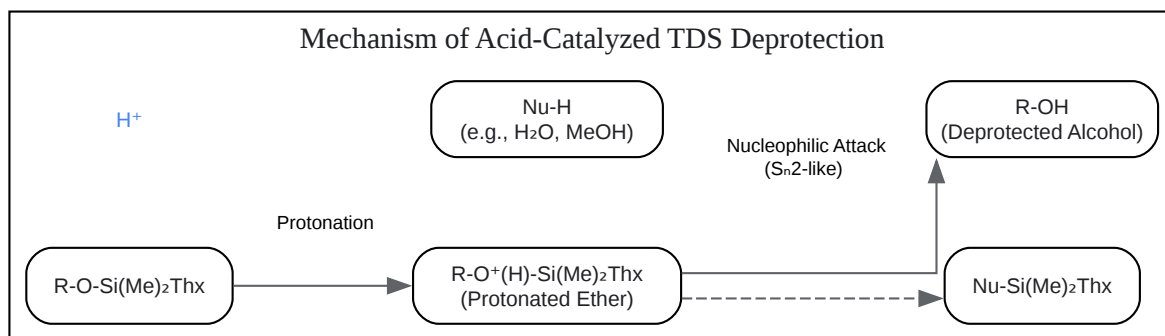 Mechanism of Acid-Catalyzed TDS Deprotection
H⁺
Nu-H
(e.g., H₂O, MeOH)
R-OH
(Deprotected Alcohol)
Nucleophilic Attack
(Sₙ2-like)
Protonation
R-O-Si(Me)₂Thx
R-O⁺(H)-Si(Me)₂Thx
(Protonated Ether)
Nu-Si(Me)₂Thx